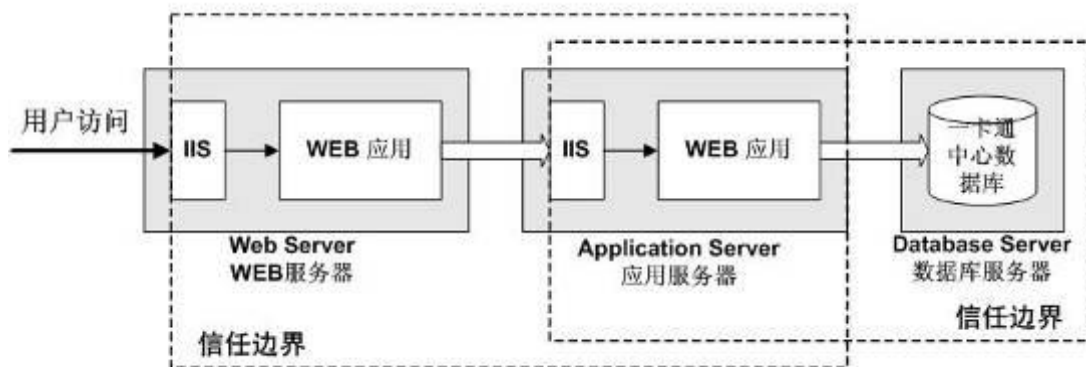 用户访问
IIS
WEB 应用
IIS
WEB 应用
一卡通
中心数
据库
Web Server
WEB服务器
Application Server
应用服务器
Database Server
数据库服务器
信任边界
信任边界